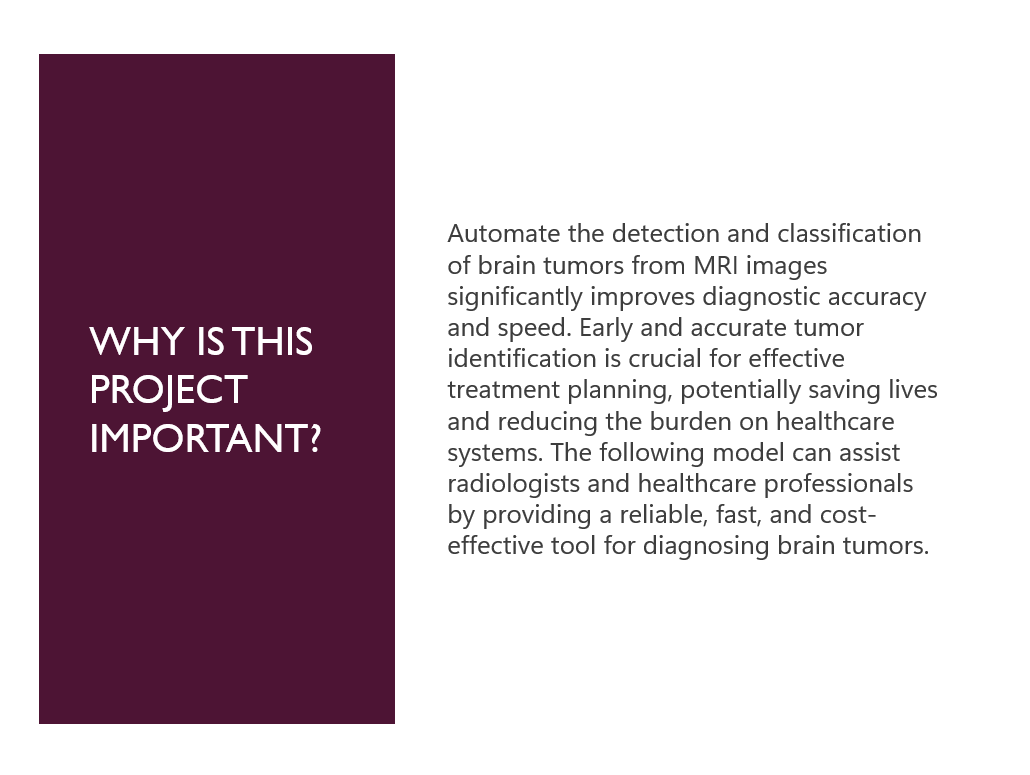 WHY IS THIS
PROJECT
IMPORTANT?
Automate the detection and classification
of brain tumors from MRI images
significantly improves diagnostic accuracy
and speed. Early and accurate tumor
identification is crucial for effective
treatment planning, potentially saving lives
and reducing the burden on healthcare
systems. The following model can assist
radiologists and healthcare professionals
by providing a reliable, fast, and cost-
effective tool for diagnosing brain tumors.